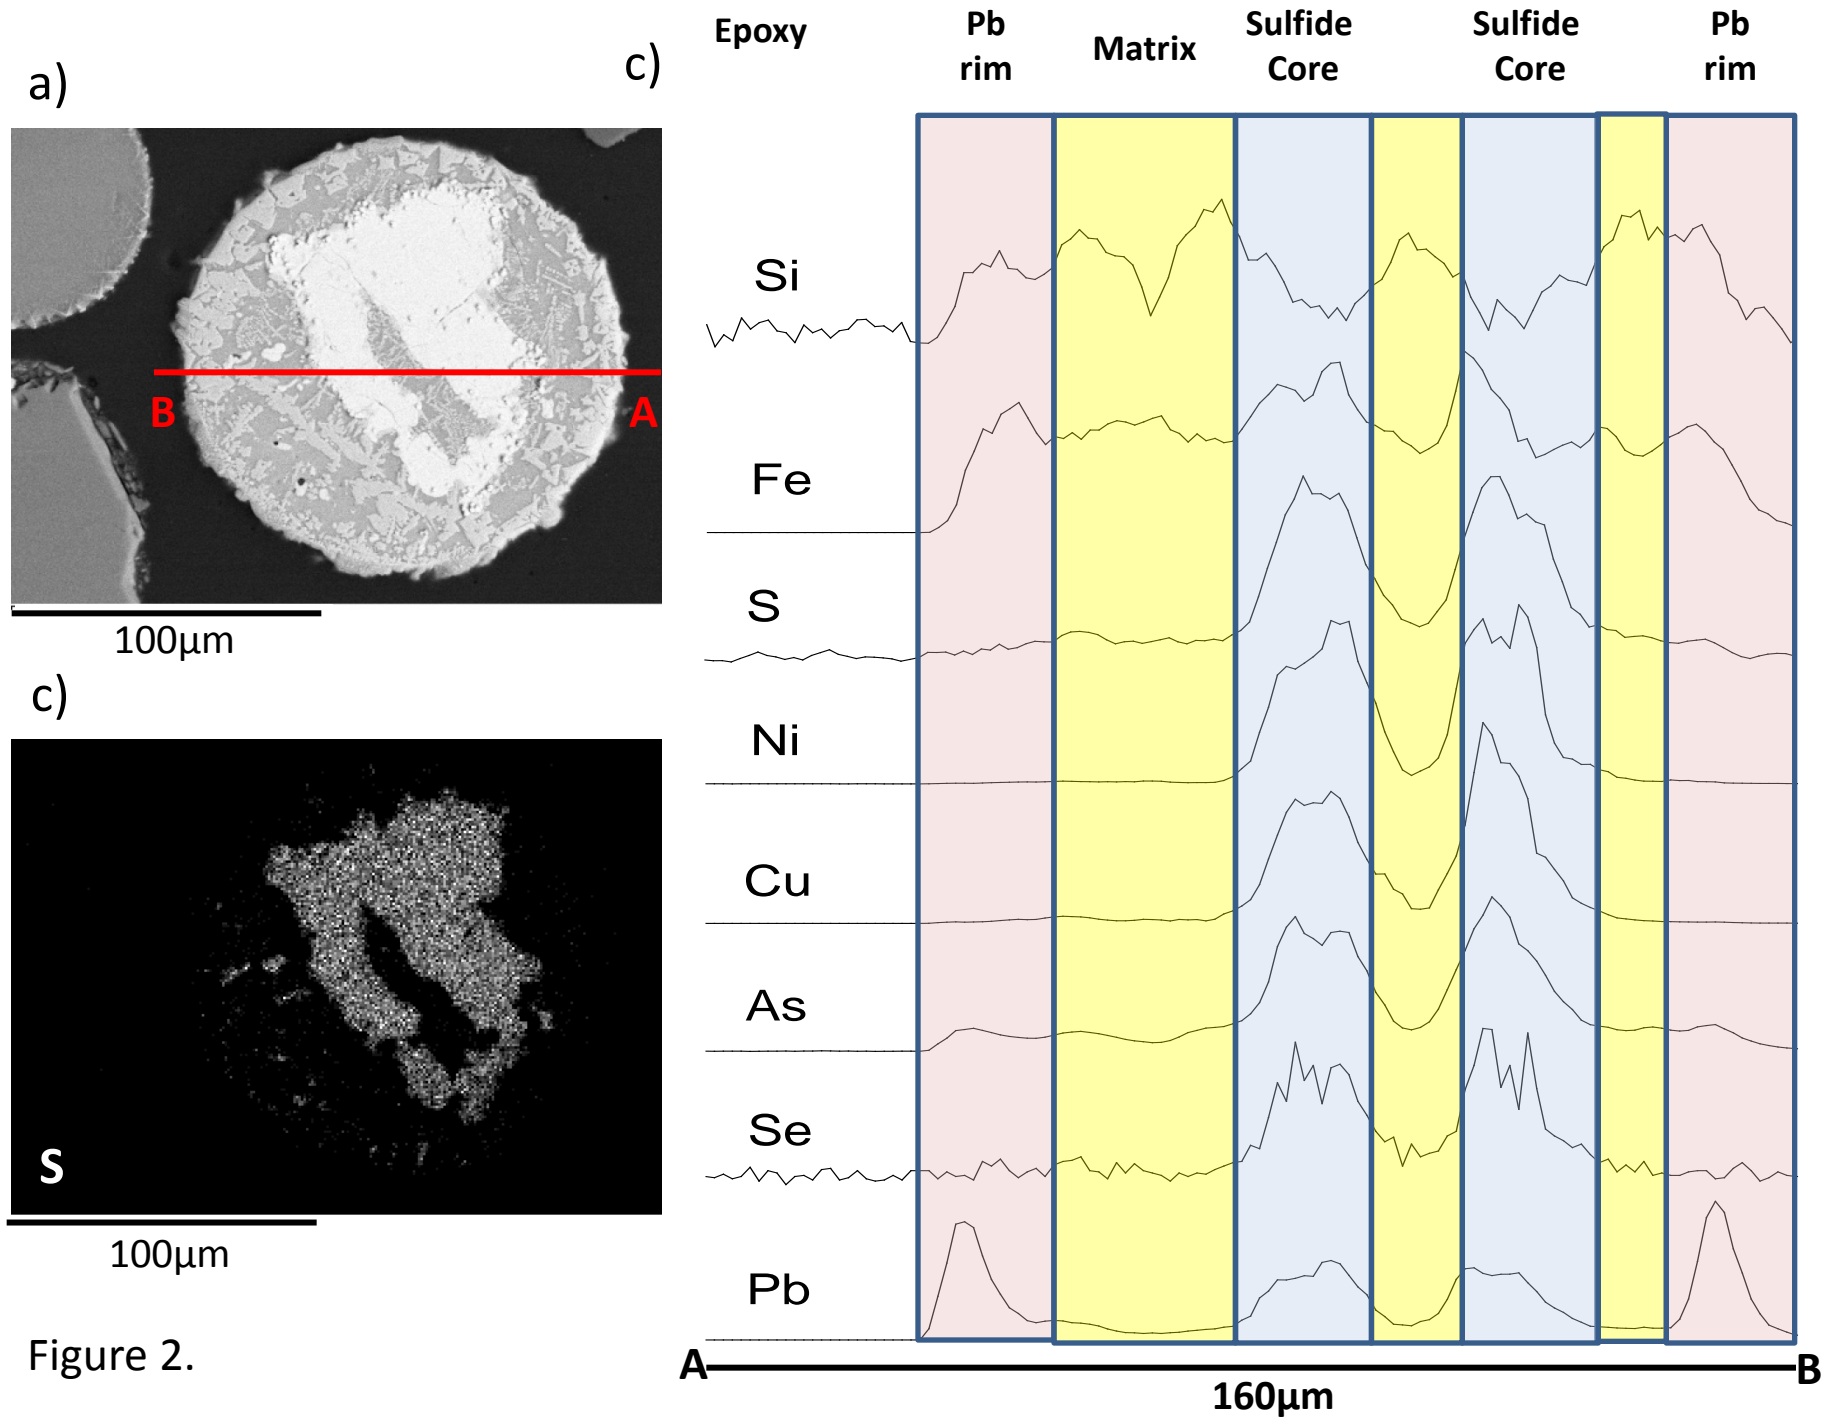 a)
B
A
100µm
c)
S
100µm
Figure 2.
c)
Epoxy
Pb
rim
Matrix
Sulfide
Core
Sulfide
Core
Pb
rim
Si
Fe
S
Ni
Cu
As
Se
Pb
A
B
160µm